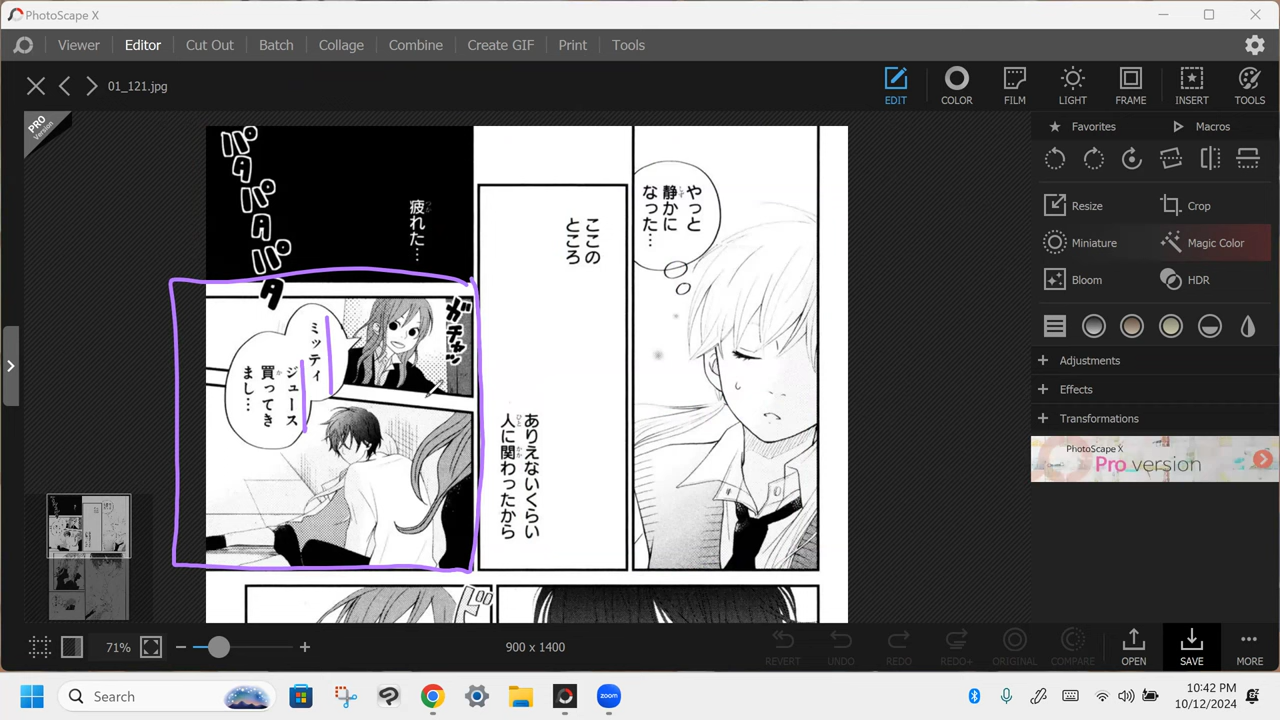 PhotoScape X
Viewer
Editor
Cut Out
Batch
Collage
Combine
Create GIF
Print
Tools
01_121.jpg
EDIT
COLOR
FILM
LIGHT
FRAME
INSERT
TOOLS
PRO
Version
Favorites
Macros
Resize
Crop
Miniature
Magic Color
Bloom
HDR
Adjustments
Effects
Transformations
PhotoScape X
Pro version
やっと
静かに
なった…
ここの
ところ
ありえないくらい
人に関わったから
疲れた…
パタパタパタ
ガチャッ
ミッティ
ジュース
買ってき
まし…
ド
71%
900 x 1400
REVERT
UNDO
REDO
REDO+
ORIGINAL
COMPARE
OPEN
SAVE
MORE
Search
zoom
10:42 PM
10/12/2024